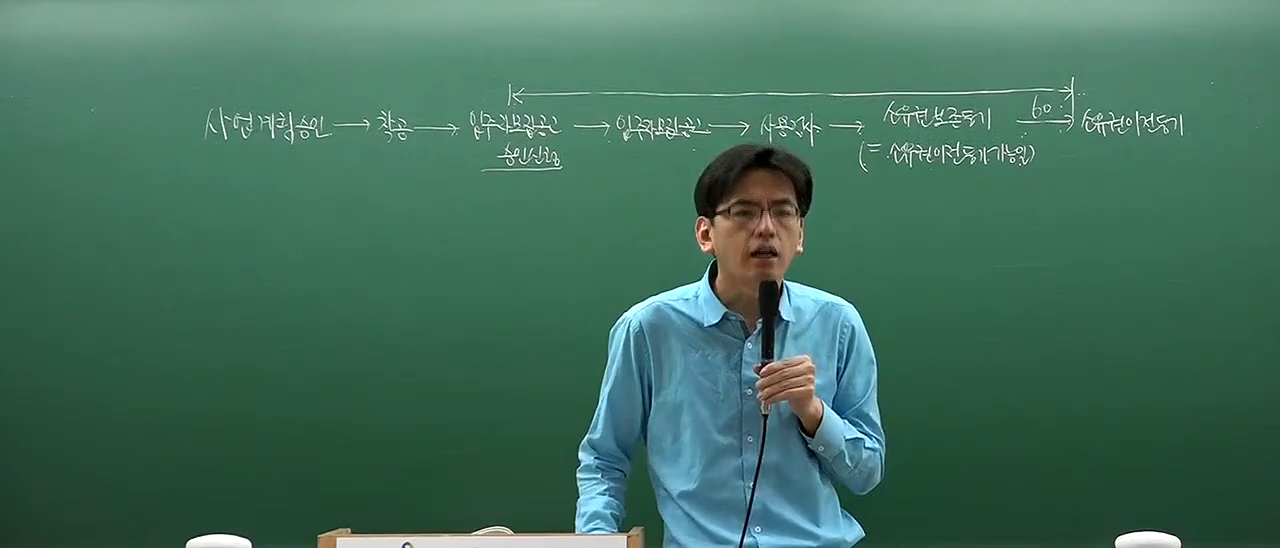 사업계획승인 → 착공 → 입주자모집공고 → 입주자모집공고 → 사용검사 → 소유권보존등기 60 → 소유권이전등기
승인신청
(= 소유권이전등기가능일)